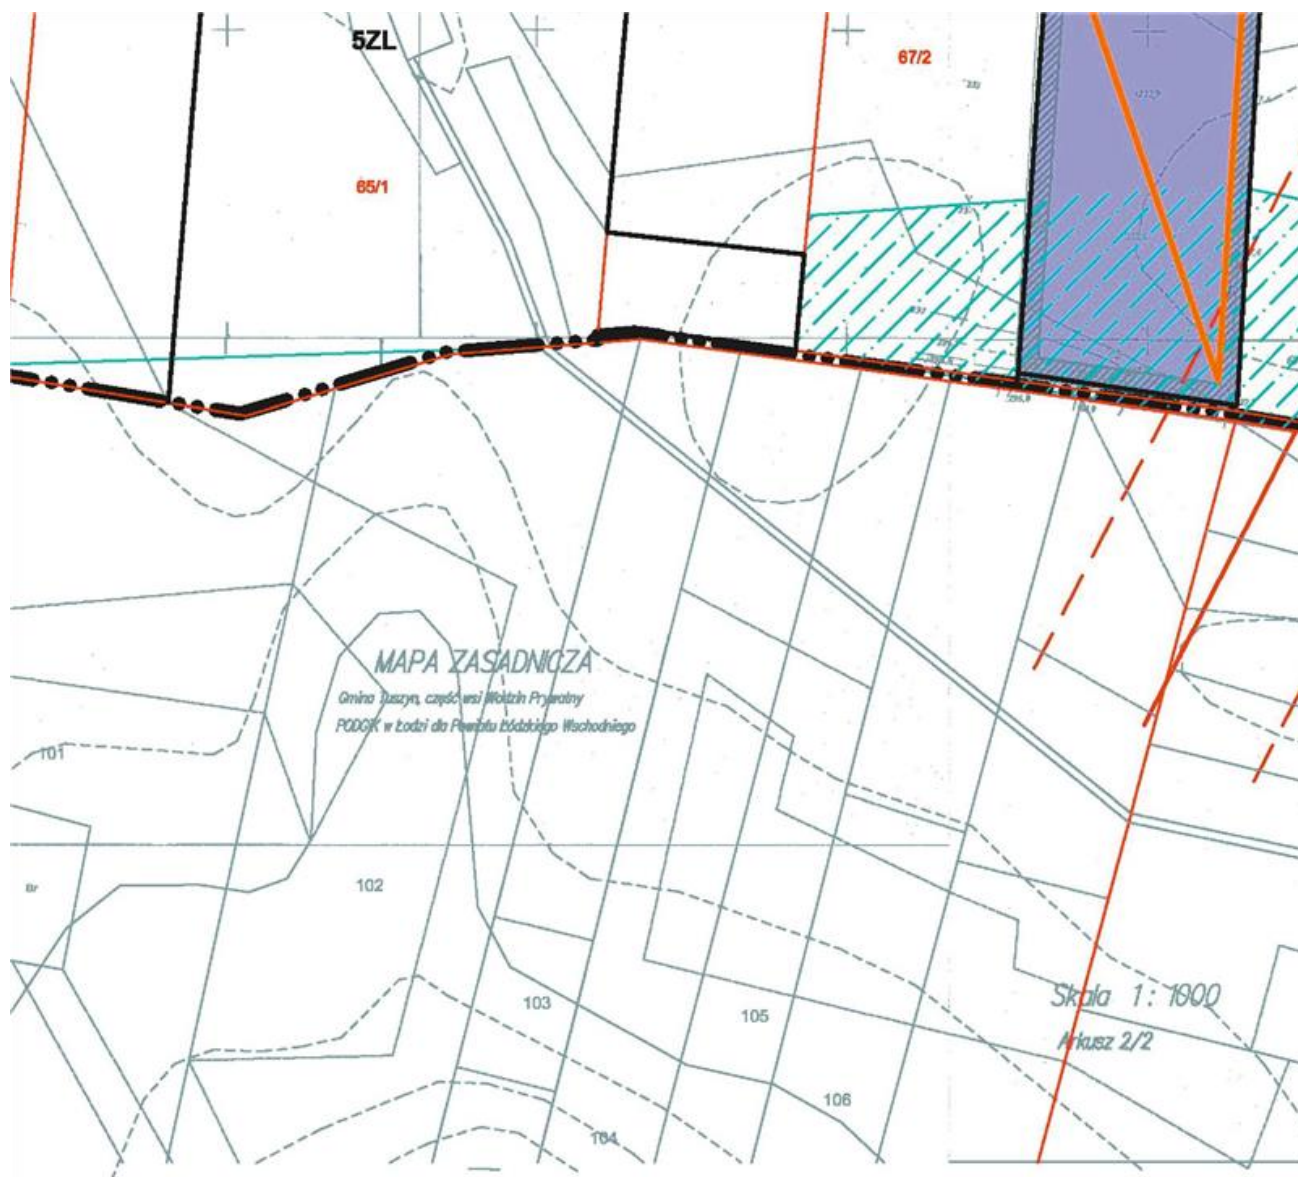 5ZL
67/2
65/1
MAPA ZASADNICZA
Gmina Tuszyn, część wsi Wodzin Prywatny
PODGiK w Łodzi dla Powiatu Łódzkiego Wschodniego
101
Br
102
103
105
Skala 1 : 1000
Arkusz 2/2
106
104